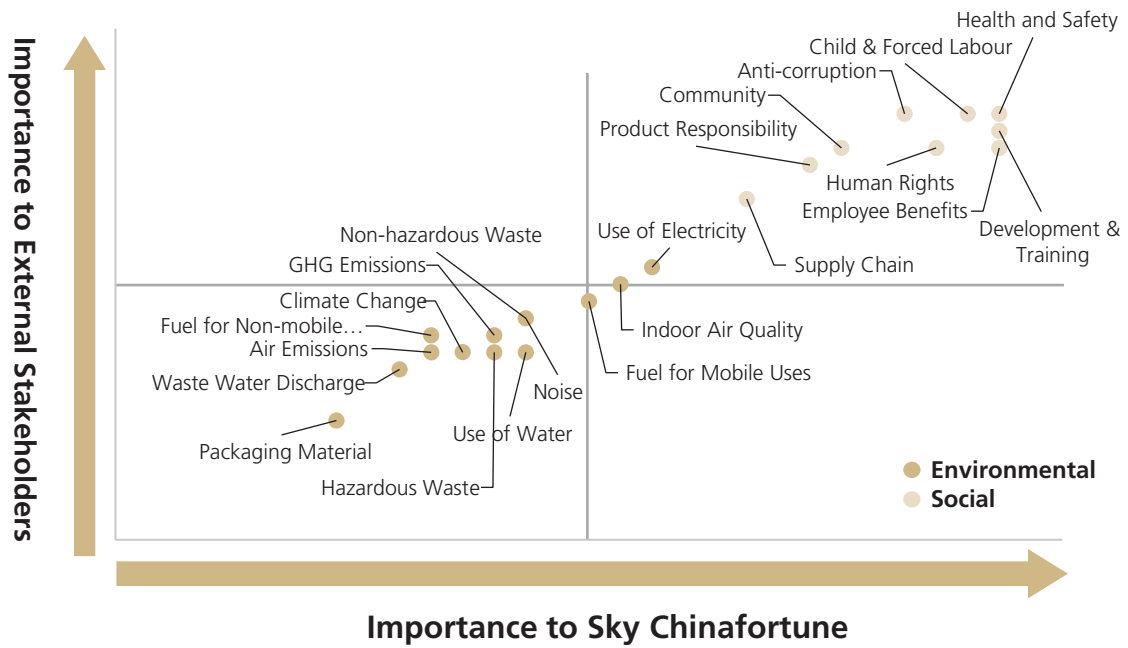 Importance to External Stakeholders
Health and Safety
Child & Forced Labour
Anti-corruption
Community
Product Responsibility
Human Rights
Employee Benefits
Development &
Training
Use of Electricity
Non-hazardous Waste
GHG Emissions
Supply Chain
Climate Change
Fuel for Non-mobile…
Indoor Air Quality
Air Emissions
Fuel for Mobile Uses
Waste Water Discharge
Noise
Use of Water
Packaging Material
Hazardous Waste
Environmental
Social
Importance to Sky Chinafortune